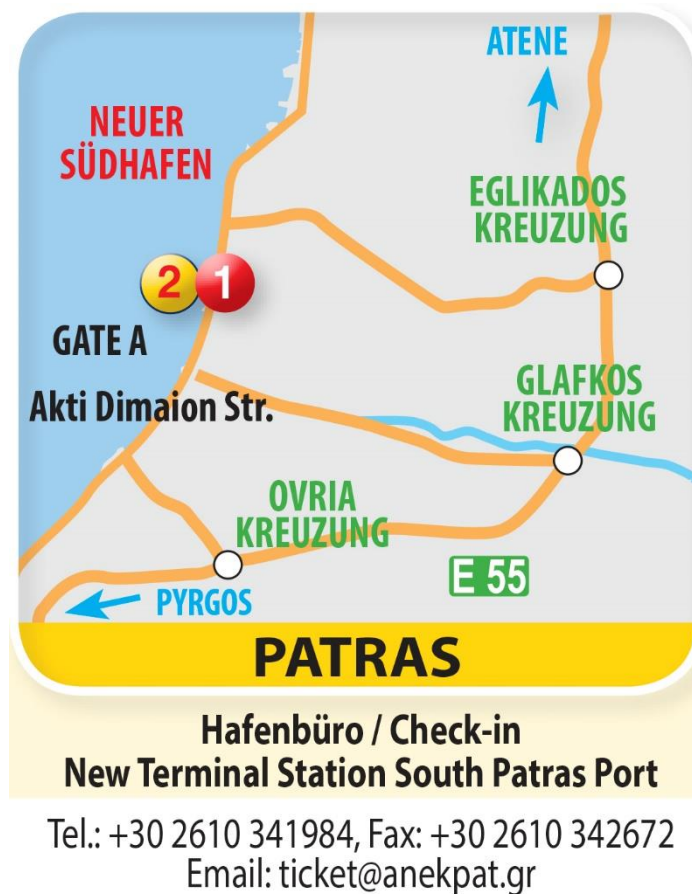 ATENE
NEUER
SÜDHAFEN
EGLIKADOS
KREUZUNG
2 1
GATE A
Akti Dimaion Str.
GLAFKOS
KREUZUNG
OVRIA
KREUZUNG
E 55
PYRGOS
PATRAS
Hafenbüro / Check-in
New Terminal Station South Patras Port
Tel.: +30 2610 341984, Fax: +30 2610 342672
Email: ticket@anekpat.gr